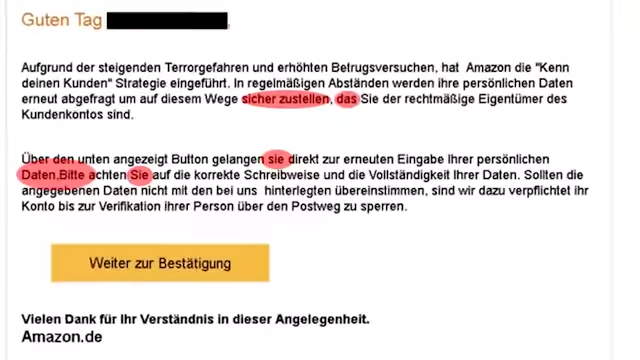 Guten Tag ,
Aufgrund der steigenden Terrorgefahren und erhöhten Betrugsversuchen, hat Amazon die "Kenn
deinen Kunden" Strategie eingeführt. In regelmäßigen Abständen werden ihre persönlichen Daten
erneut abgefragt um auf diesem Wege sicher zustellen, das Sie der rechtmäßige Eigentümer des
Kundenkontos sind.
Über den unten angezeigt Button gelangen sie direkt zur erneuten Eingabe Ihrer persönlichen
Daten.Bitte achten Sie auf die korrekte Schreibweise und die Vollständigkeit Ihrer Daten. Sollten die
angegebenen Daten nicht mit den bei uns hinterlegten übereinstimmen, sind wir dazu verpflichtet ihr
Konto bis zur Verifikation ihrer Person über den Postweg zu sperren.
Weiter zur Bestätigung
Vielen Dank für Ihr Verständnis in dieser Angelegenheit.
Amazon.de